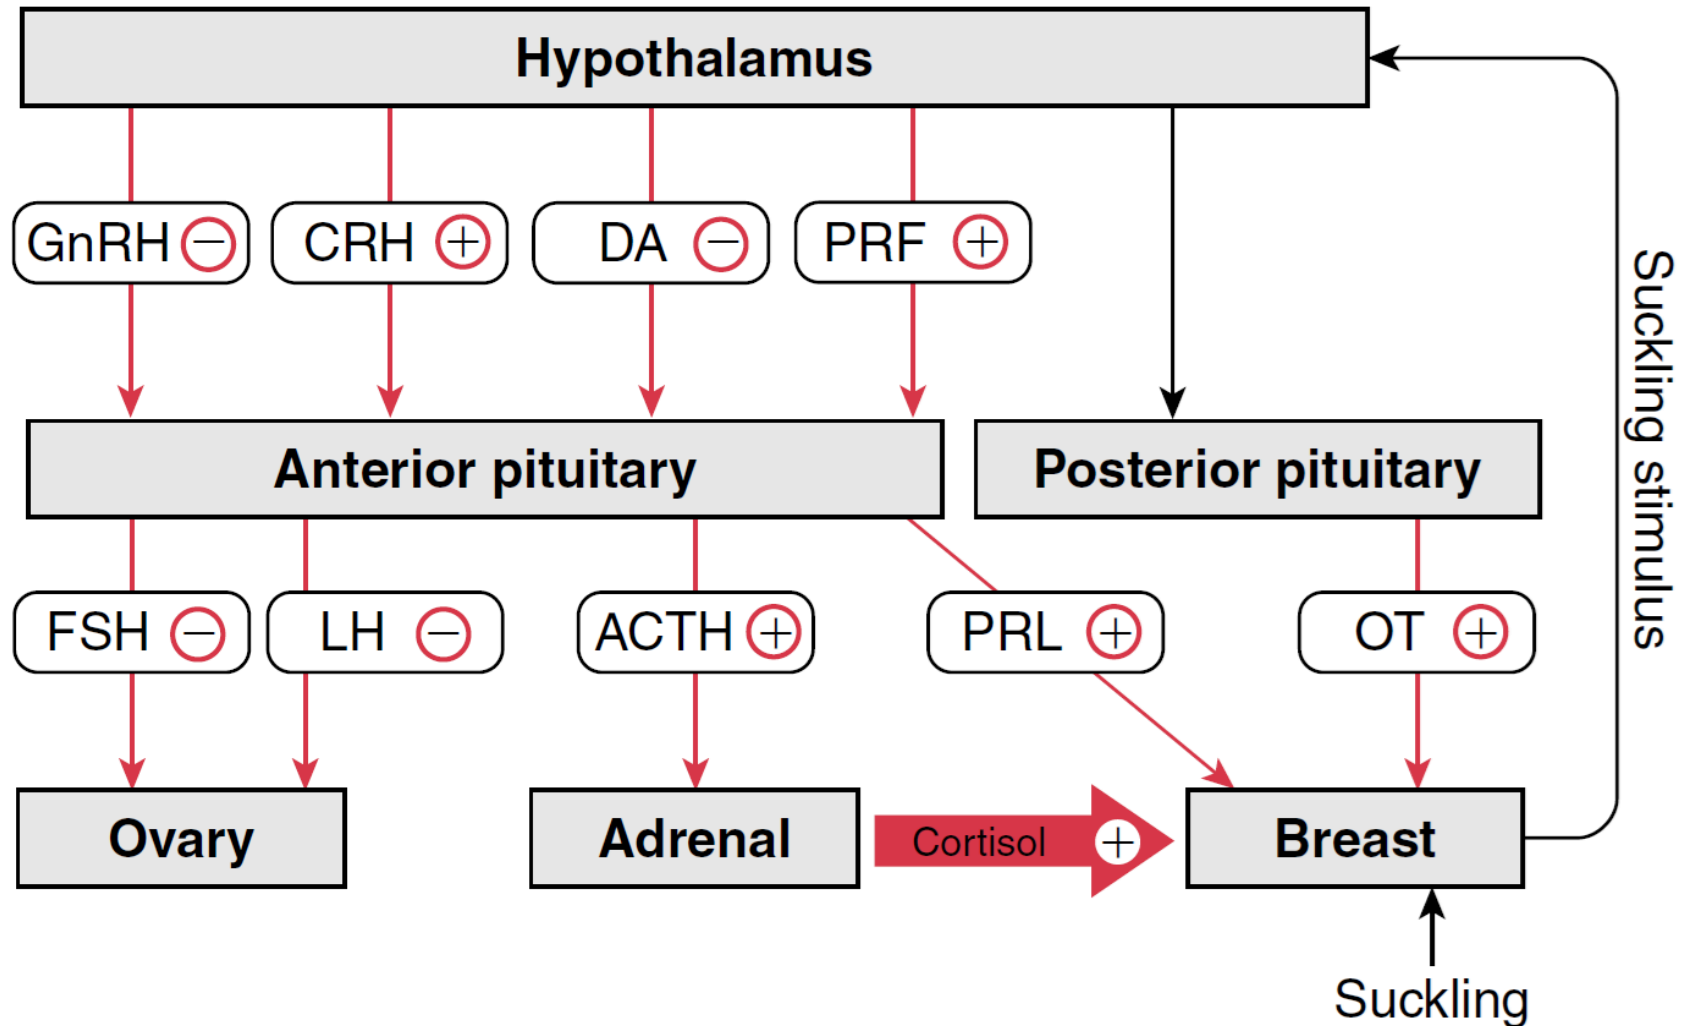 Hypothalamus
GnRH −
CRH +
DA −
PRF +
Suckling stimulus
Anterior pituitary
Posterior pituitary
FSH −
LH −
ACTH +
PRL +
OT +
Ovary
Adrenal
Cortisol +
Breast
Suckling